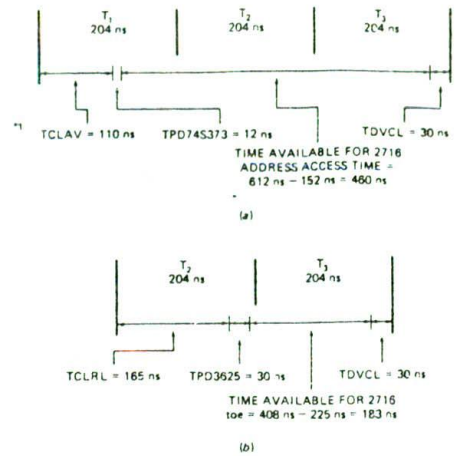 T1 T2 T3
204 ns 204 ns 204 ns
TCLAV = 110 ns TPD74S373 = 12 ns TDVCL = 30 ns
TIME AVAILABLE FOR 2716
ADDRESS ACCESS TIME =
612 ns − 152 ns = 460 ns
(a)
T2 T3
204 ns 204 ns
TCLRL = 165 ns TPD3625 = 30 ns TDVCL = 30 ns
TIME AVAILABLE FOR 2716
toe = 408 ns − 225 ns = 183 ns
(b)